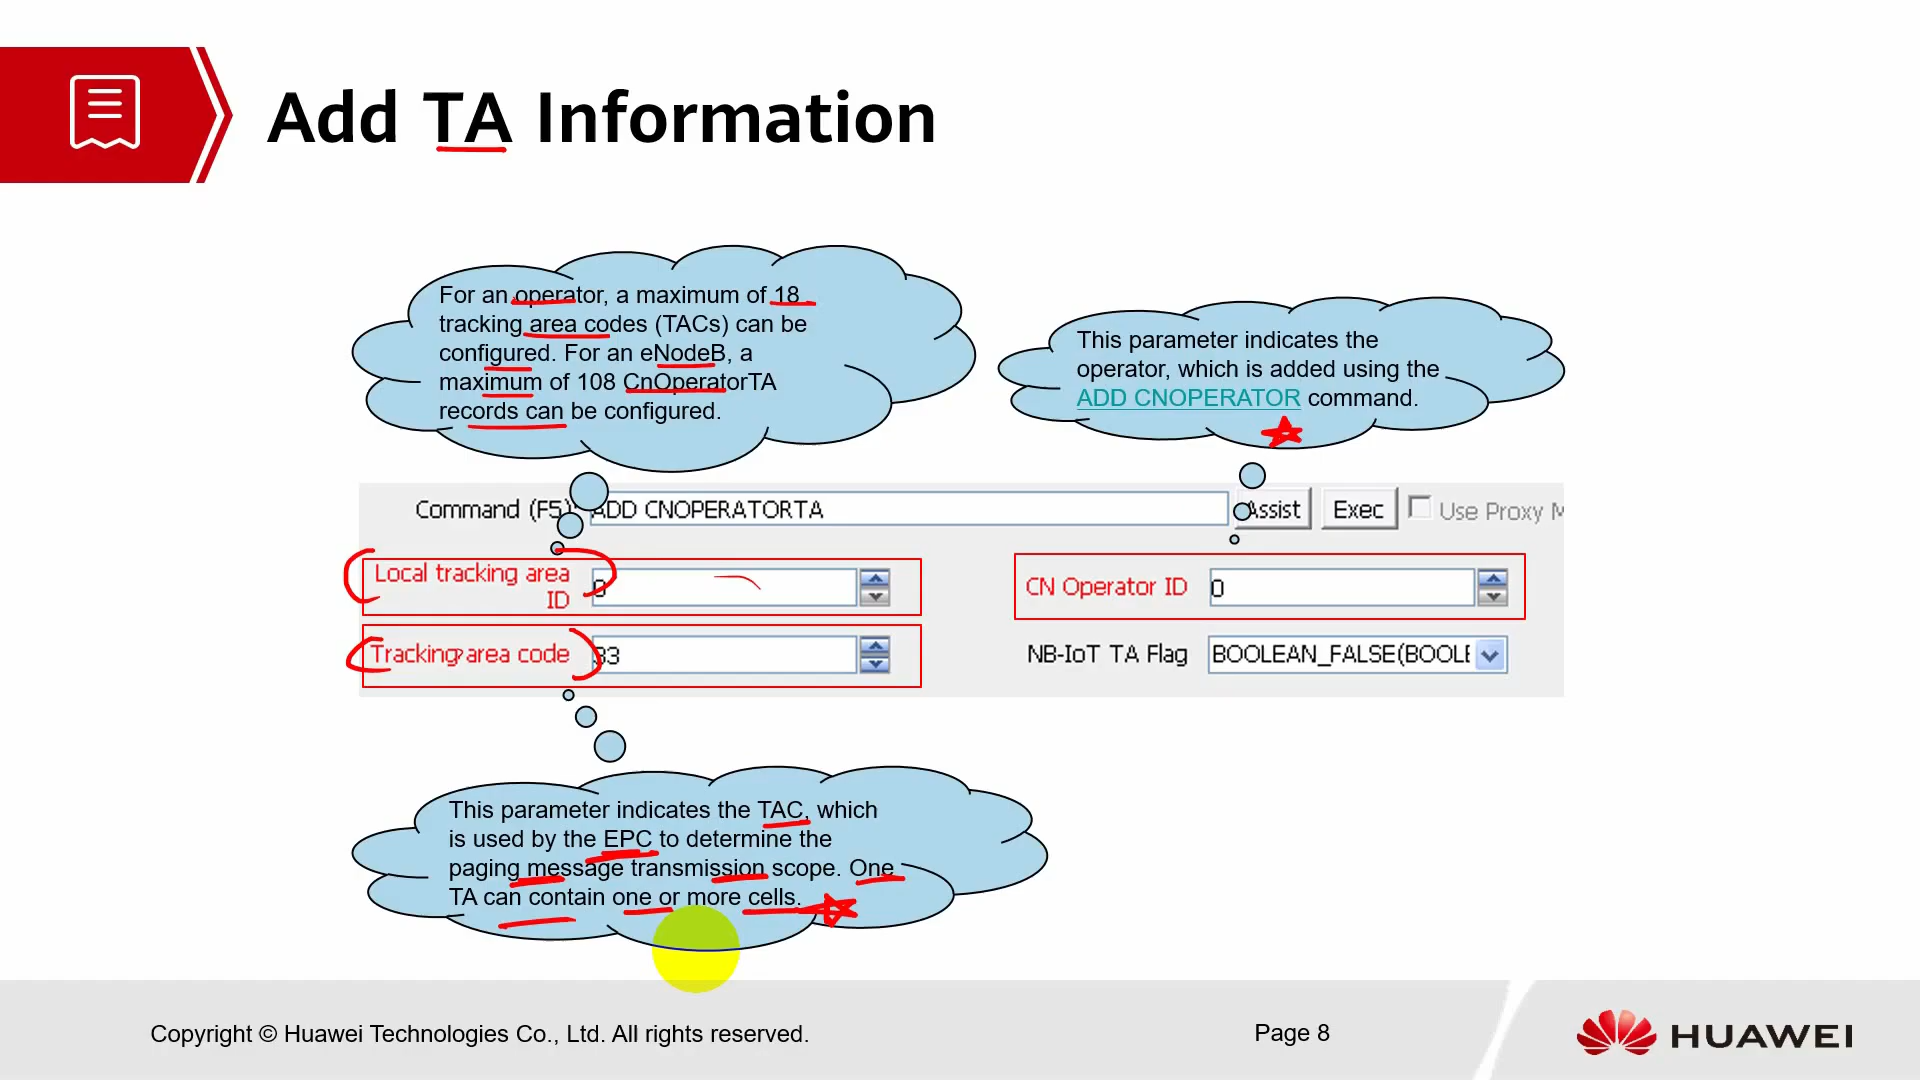 Add TA Information
For an operator, a maximum of 18
tracking area codes (TACs) can be
configured. For an eNodeB, a
maximum of 108 CnOperatorTA
records can be configured.
This parameter indicates the
operator, which is added using the
ADD CNOPERATOR command.
Command (F5): ADD CNOPERATORTA Assist Exec Use Proxy M
Local tracking area
ID 0
CN Operator ID 0
Tracking area code 33
NB-IoT TA Flag BOOLEAN_FALSE(BOOLE
This parameter indicates the TAC, which
is used by the EPC to determine the
paging message transmission scope. One
TA can contain one or more cells.
Copyright © Huawei Technologies Co., Ltd. All rights reserved.
Page 8
HUAWEI